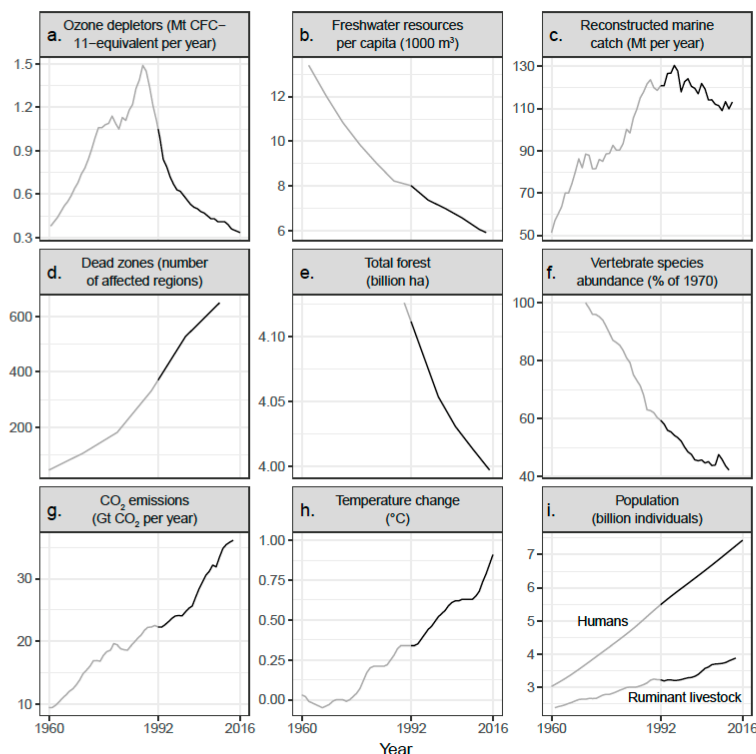 a. Ozone depletors (Mt CFC−
11−equivalent per year)
b. Freshwater resources
per capita (1000 m³)
c. Reconstructed marine
catch (Mt per year)
1.5
1.2
0.9
0.6
0.3
12
10
8
6
130
110
90
70
50
d. Dead zones (number
of affected regions)
e. Total forest
(billion ha)
f. Vertebrate species
abundance (% of 1970)
600
400
200
4.10
4.05
4.00
100
80
60
40
g. CO₂ emissions
(Gt CO₂ per year)
h. Temperature change
(°C)
i. Population
(billion individuals)
30
20
10
1.00
0.75
0.50
0.25
0.00
7
6
5
4
3
Humans
Ruminant livestock
1960 1992 2016
1960 1992 2016
1960 1992 2016
Year